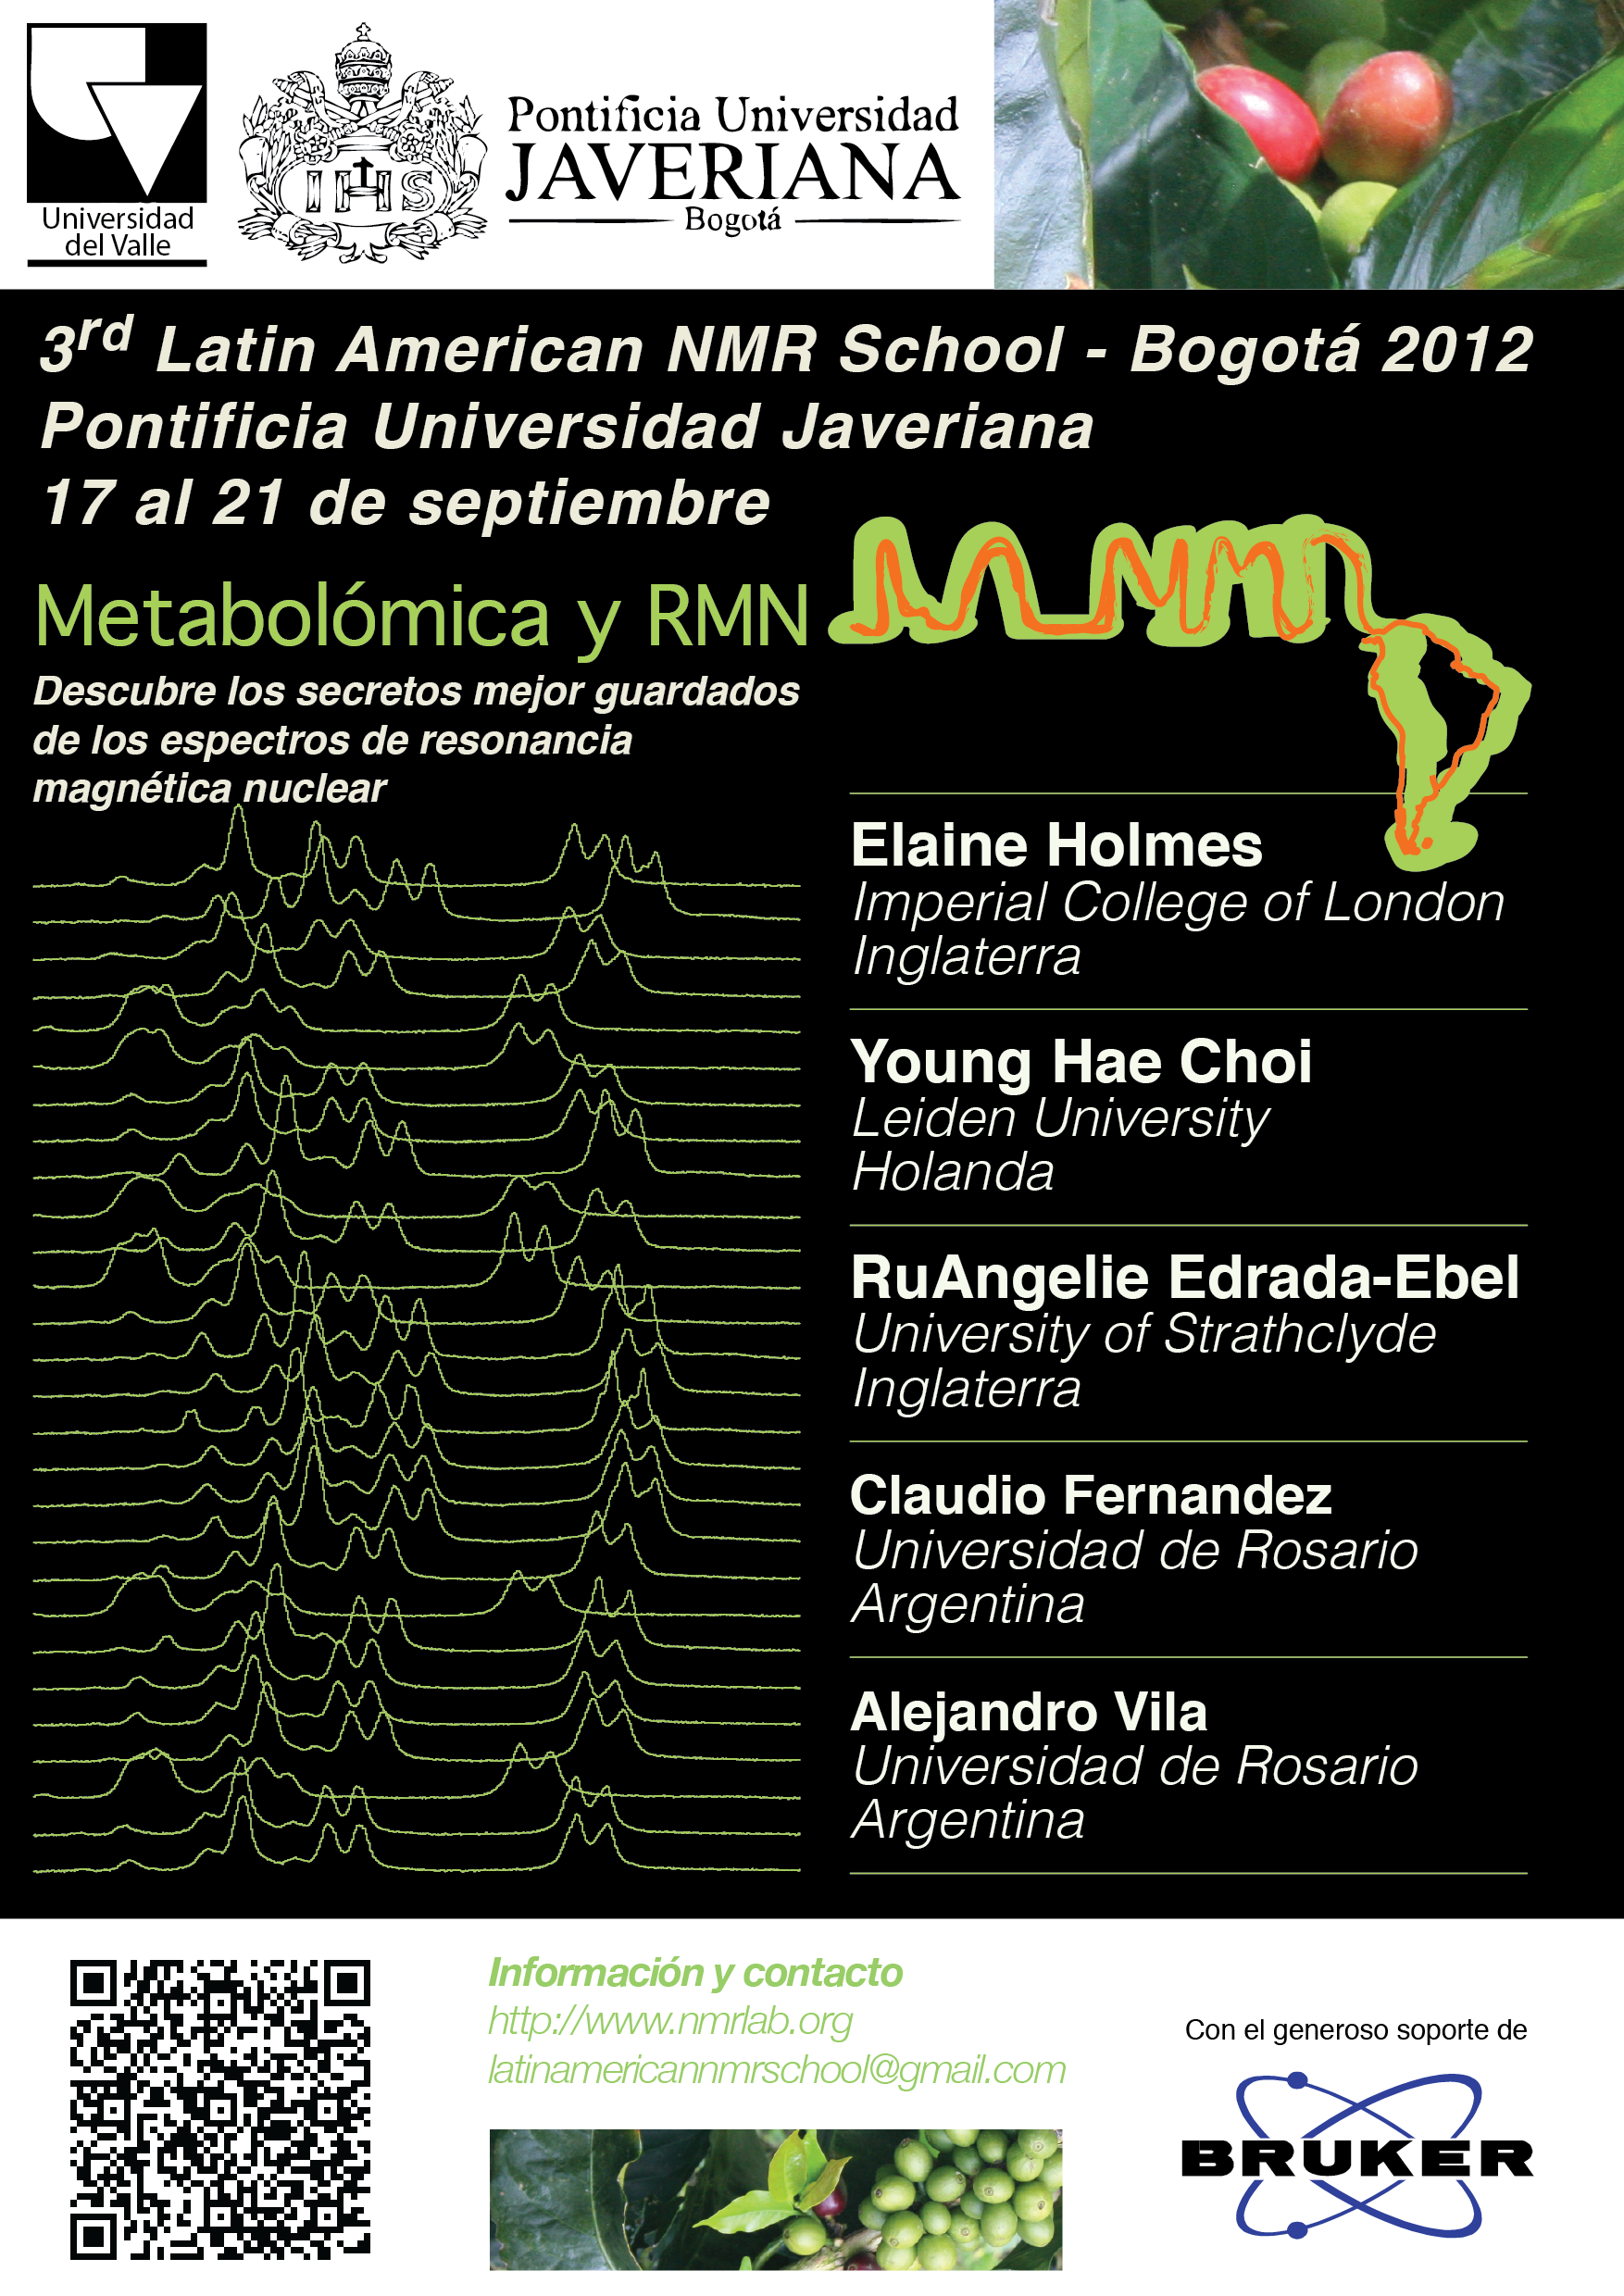 Universidad
del Valle
IHS
Pontificia Universidad
JAVERIANA
Bogotá
3rd Latin American NMR School - Bogotá 2012
Pontificia Universidad Javeriana
17 al 21 de septiembre
NMR
Metabolómica y RMN
Descubre los secretos mejor guardados
de los espectros de resonancia
magnética nuclear
Elaine Holmes
Imperial College of London
Inglaterra
Young Hae Choi
Leiden University
Holanda
RuAngelie Edrada-Ebel
University of Strathclyde
Inglaterra
Claudio Fernandez
Universidad de Rosario
Argentina
Alejandro Vila
Universidad de Rosario
Argentina
Información y contacto
http://www.nmrlab.org
latinamericannmrschool@gmail.com
Con el generoso soporte de
BRUKER